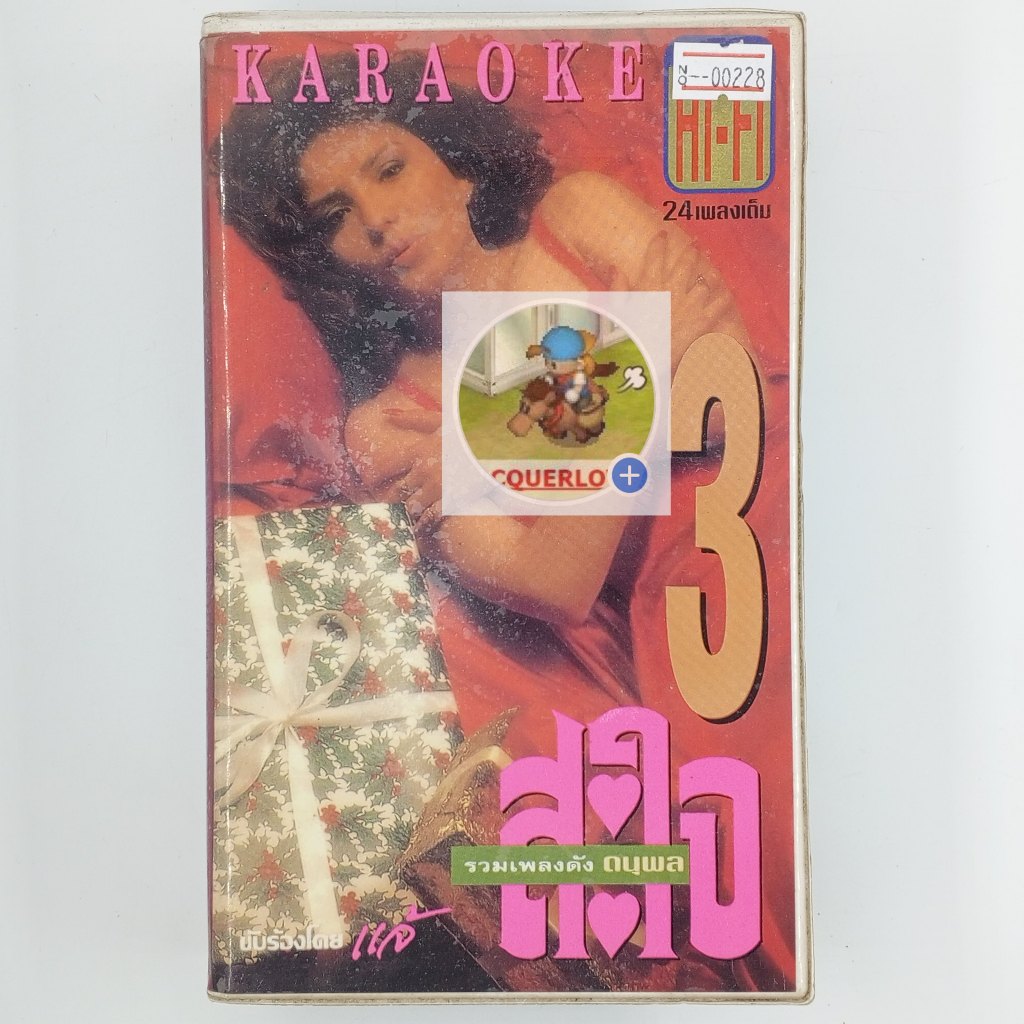 KARAOKE
NO--00228
HI-FI
24เพลงเต็ม
CQUERLO
3
สุดใจ
รวมเพลงดัง ดนุพล
ขับร้องโดย แจ้